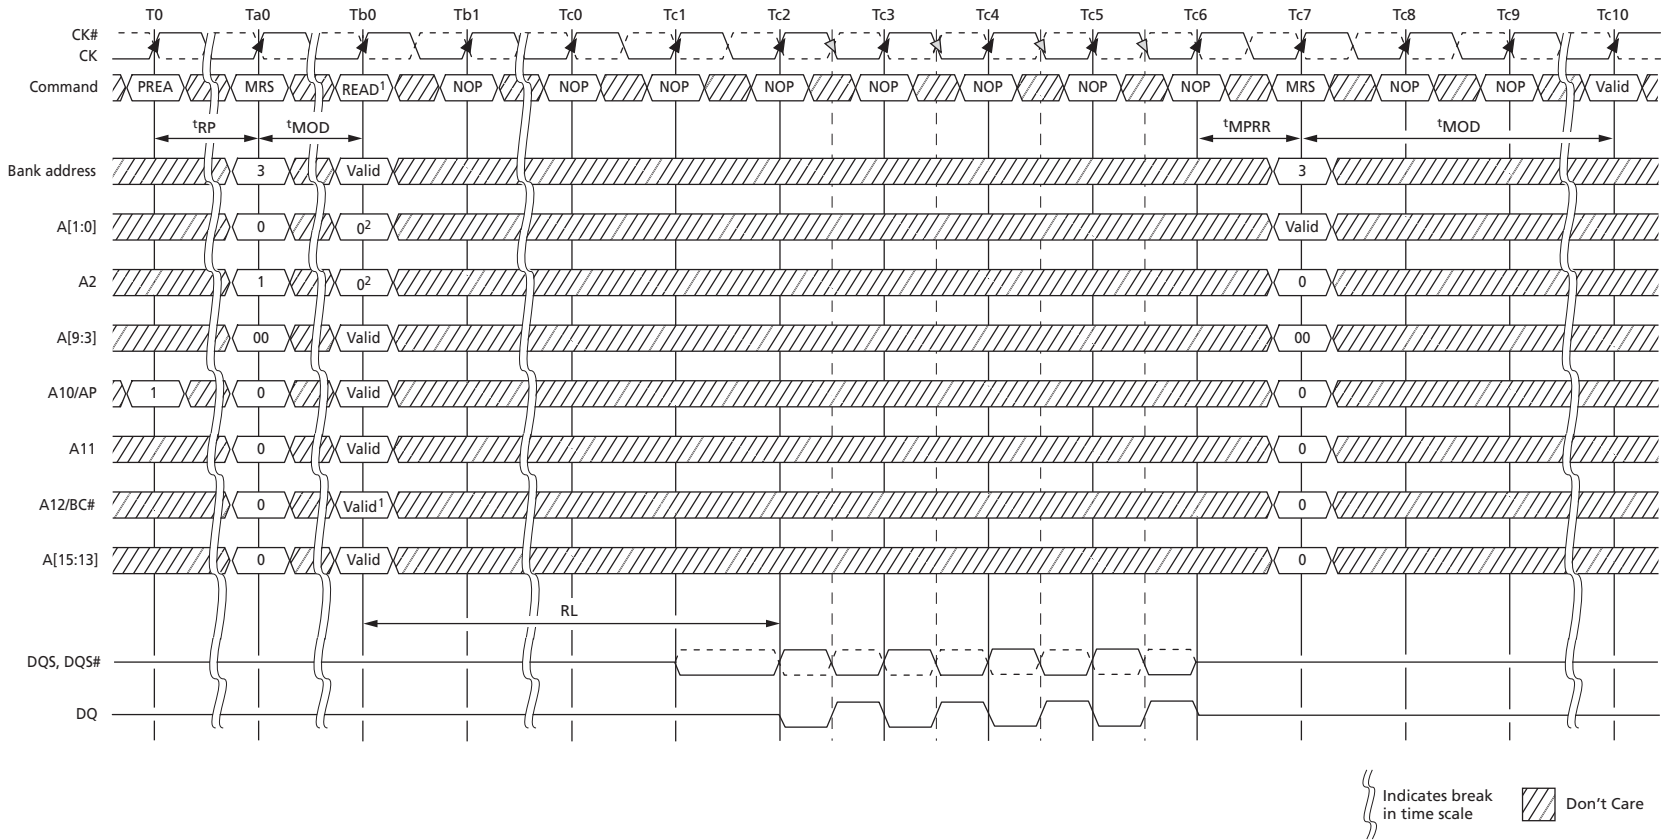 T0 Ta0 Tb0 Tb1 Tc0 Tc1 Tc2 Tc3 Tc4 Tc5 Tc6 Tc7 Tc8 Tc9 Tc10
CK#
CK
Command PREA MRS READ1 NOP NOP NOP NOP NOP NOP NOP NOP MRS NOP NOP Valid
tRP tMOD tMPRR tMOD
Bank address 3 Valid 3
A[1:0] 0 02 Valid
A2 1 02 0
A[9:3] 00 Valid 00
A10/AP 1 0 Valid 0
A11 0 Valid 0
A12/BC# 0 Valid1 0
A[15:13] 0 Valid 0
RL
DQS, DQS#
DQ
Indicates break
in time scale
Don't Care